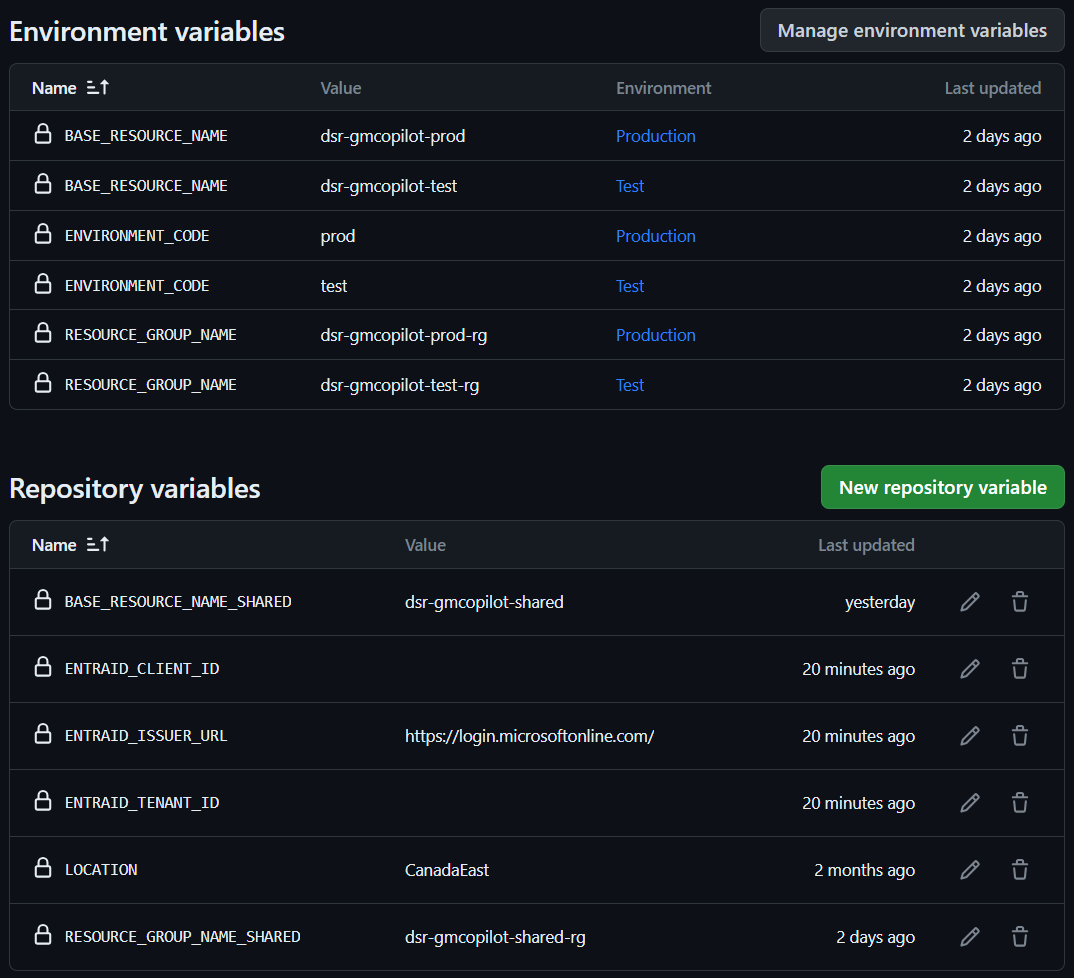 Environment variables
Manage environment variables
Name Value Environment Last updated
BASE_RESOURCE_NAME dsr-gmcopilot-prod Production 2 days ago
BASE_RESOURCE_NAME dsr-gmcopilot-test Test 2 days ago
ENVIRONMENT_CODE prod Production 2 days ago
ENVIRONMENT_CODE test Test 2 days ago
RESOURCE_GROUP_NAME dsr-gmcopilot-prod-rg Production 2 days ago
RESOURCE_GROUP_NAME dsr-gmcopilot-test-rg Test 2 days ago
Repository variables
New repository variable
Name Value Last updated
BASE_RESOURCE_NAME_SHARED dsr-gmcopilot-shared yesterday
ENTRAID_CLIENT_ID 20 minutes ago
ENTRAID_ISSUER_URL https://login.microsoftonline.com/ 20 minutes ago
ENTRAID_TENANT_ID 20 minutes ago
LOCATION CanadaEast 2 months ago
RESOURCE_GROUP_NAME_SHARED dsr-gmcopilot-shared-rg 2 days ago